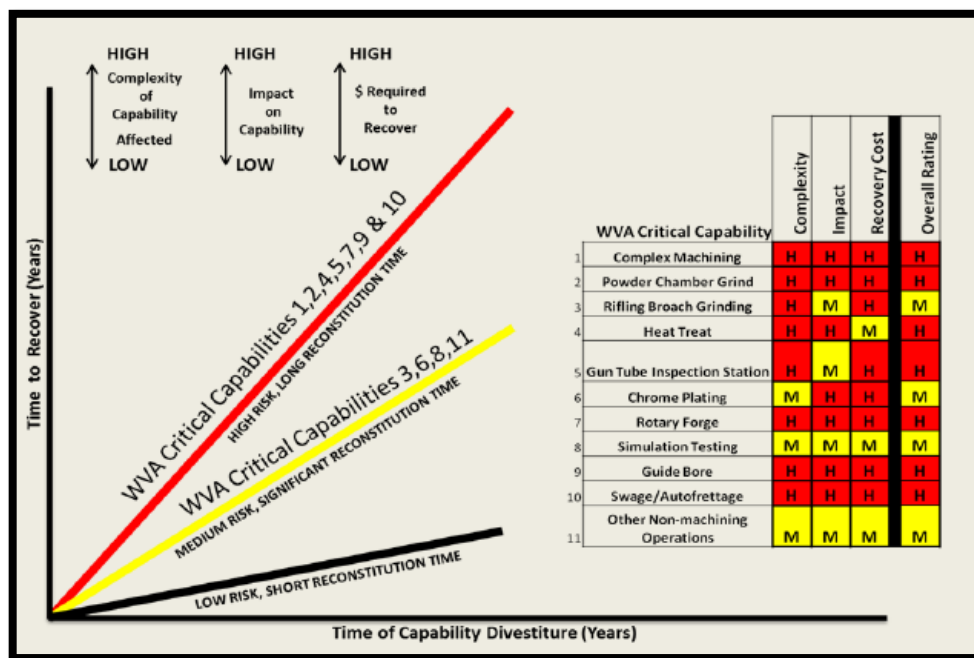 HIGH
Complexity
of
Capability
Affected
LOW
HIGH
Impact
on
Capability
LOW
HIGH
$ Required
to
Recover
LOW
Time to Recover (Years)
WVA Critical Capabilities 1,2,4,5,7,9 & 10
HIGH RISK, LONG RECONSTITUTION TIME
WVA Critical Capabilities 3,6,8,11
MEDIUM RISK, SIGNIFICANT RECONSTITUTION TIME
LOW RISK, SHORT RECONSTITUTION TIME
Time of Capability Divestiture (Years)
WVA Critical Capability Complexity Impact Recovery Cost Overall Rating
1 Complex Machining H H H H
2 Powder Chamber Grind H H H H
3 Rifling Broach Grinding H M H M
4 Heat Treat H H M H
5 Gun Tube Inspection Station H M H H
6 Chrome Plating M H H M
7 Rotary Forge H H H H
8 Simulation Testing M M M M
9 Guide Bore H H H H
10 Swage/Autofrettage H H H H
Other Non-machining
11 Operations M M M M